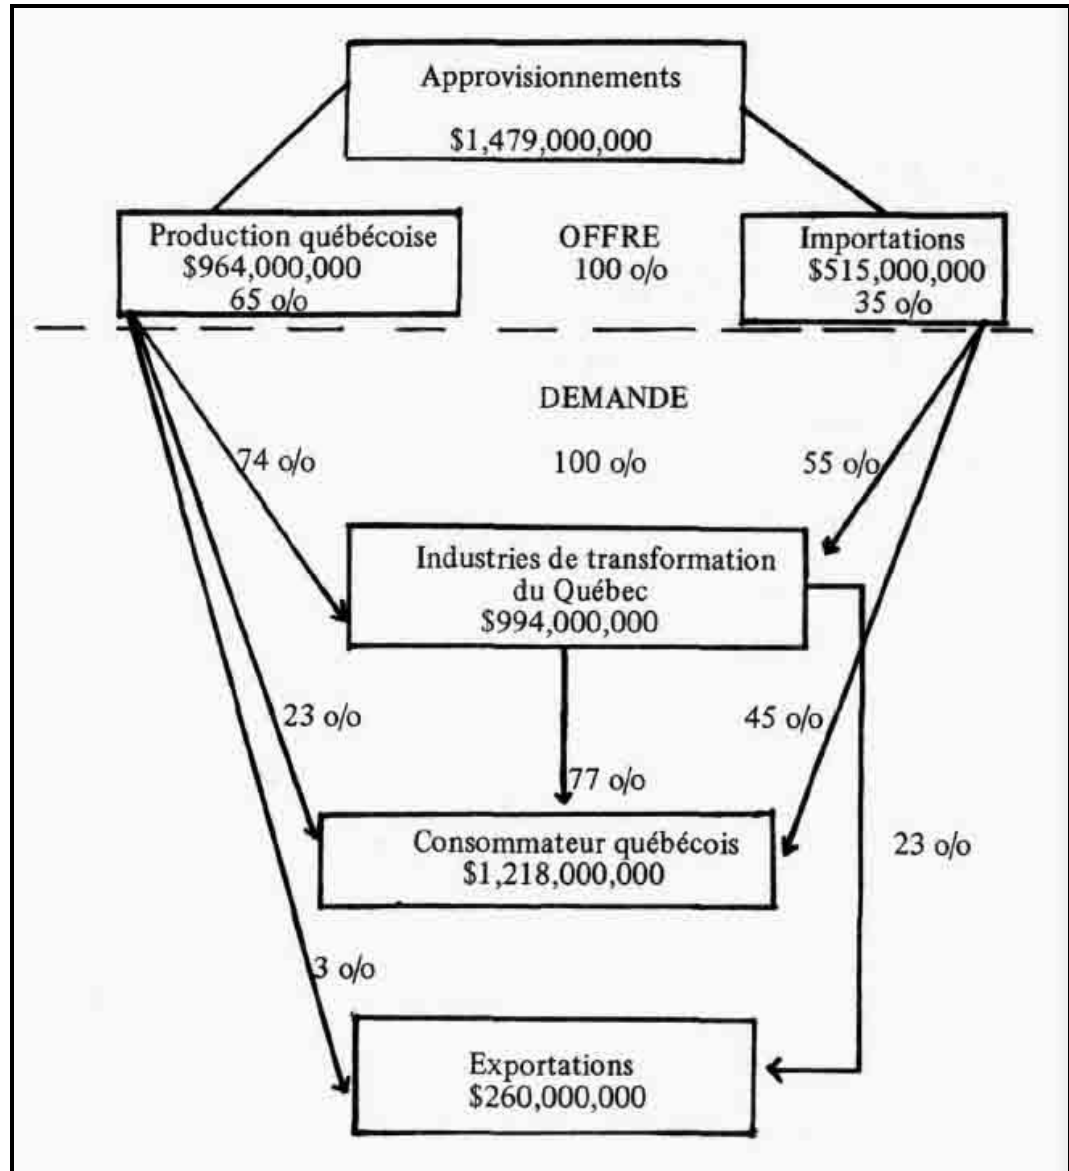 Approvisionnements
$1,479,000,000
Production québécoise
$964,000,000
65 o/o
OFFRE
100 o/o
Importations
$515,000,000
35 o/o
DEMANDE
74 o/o
100 o/o
55 o/o
Industries de transformation
du Québec
$994,000,000
23 o/o
45 o/o
77 o/o
Consommateur québécois
$1,218,000,000
23 o/o
3 o/o
Exportations
$260,000,000